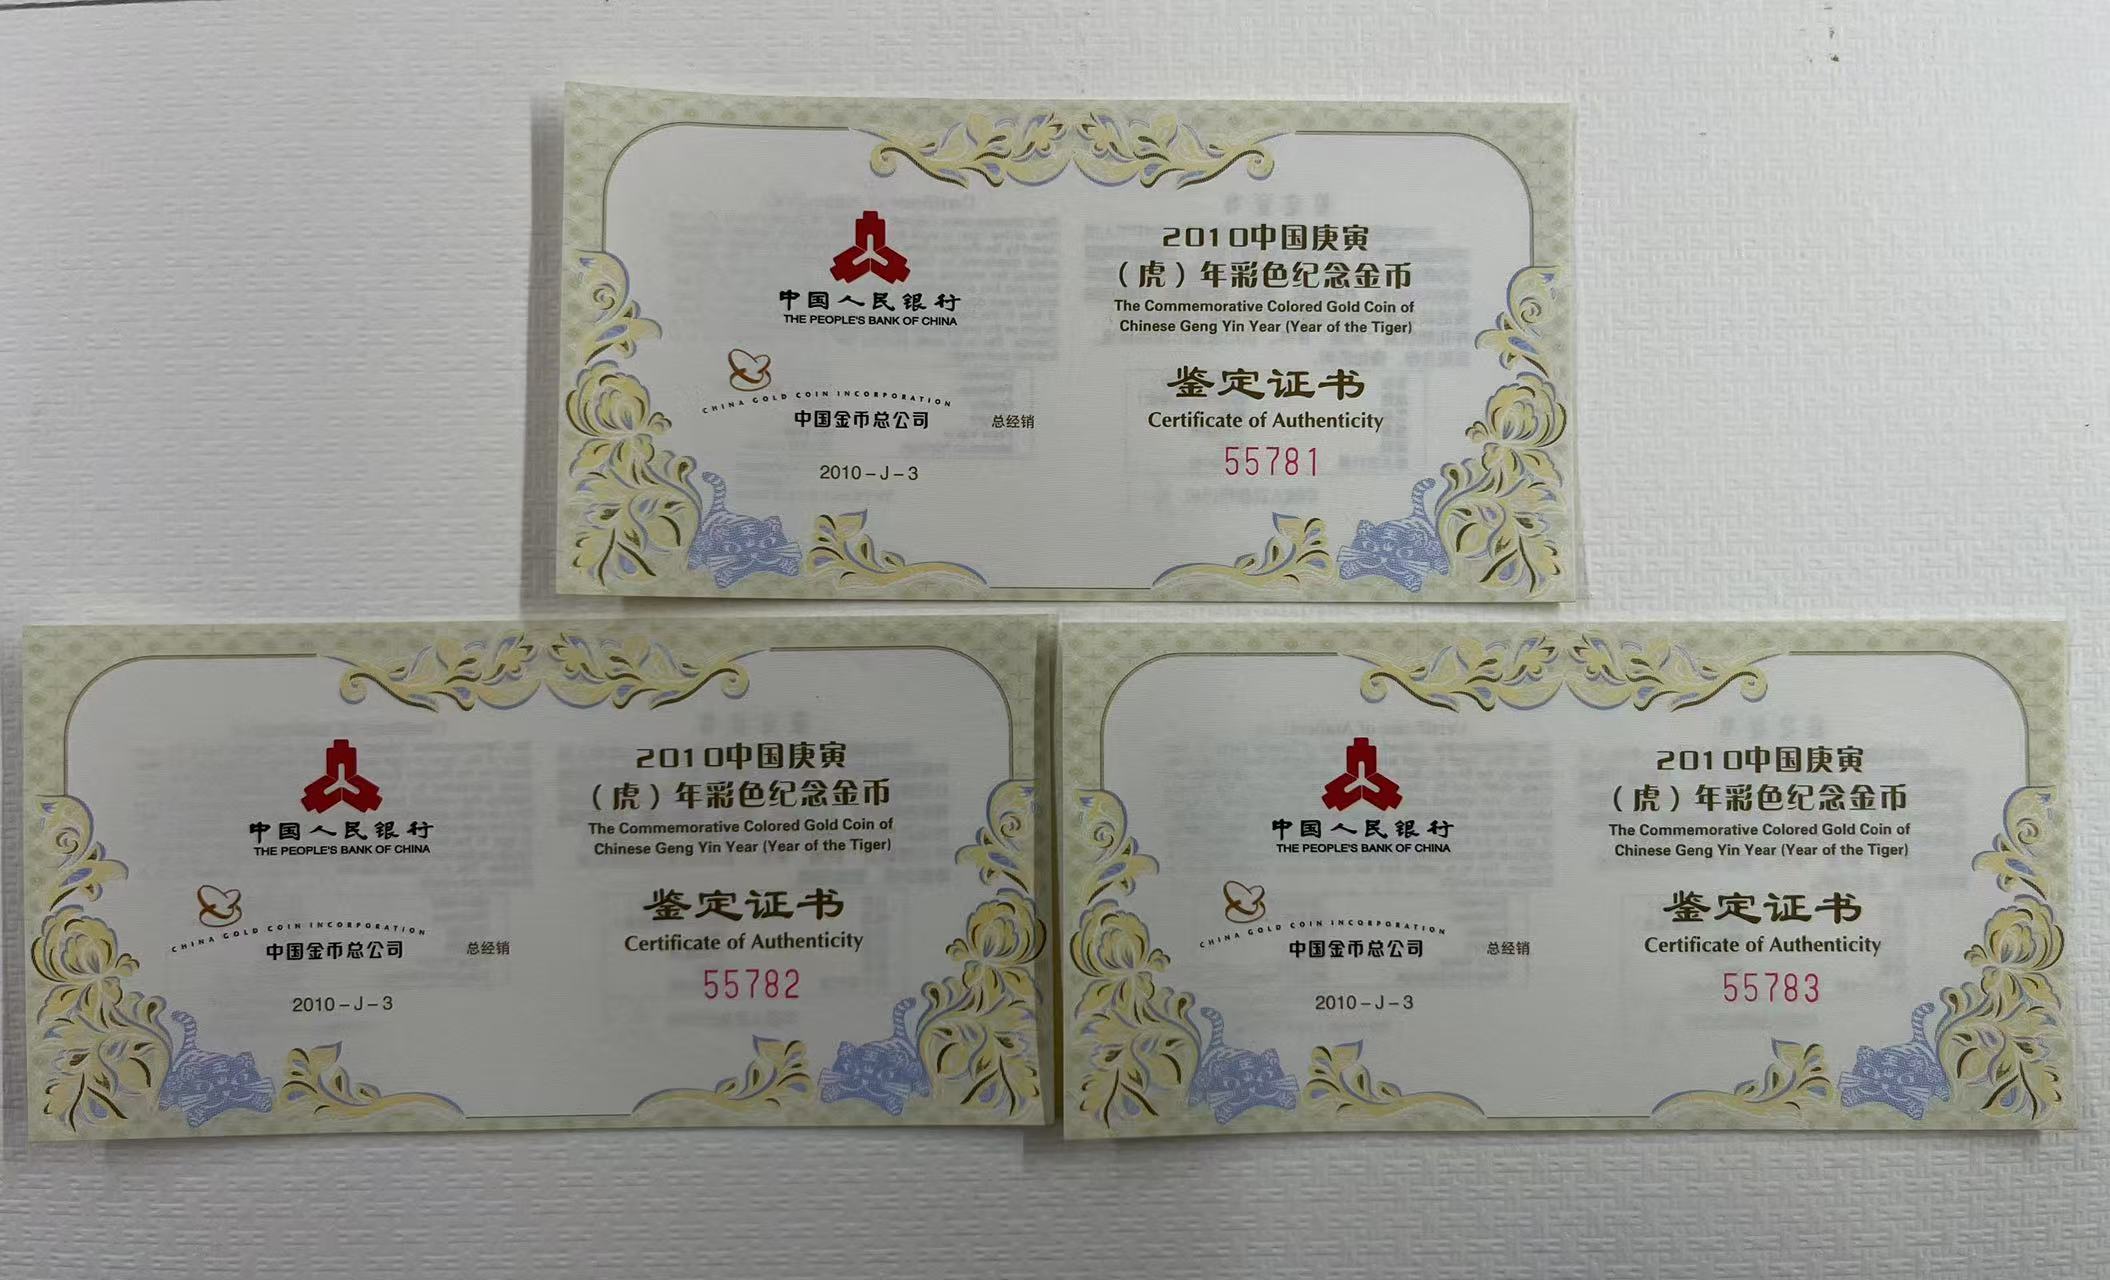 中国人民银行
THE PEOPLE'S BANK OF CHINA
CHINA GOLD COIN INCORPORATION
中国金币总公司 总经销
2010-J-3
2010中国庚寅
（虎）年彩色纪念金币
The Commemorative Colored Gold Coin of
Chinese Geng Yin Year (Year of the Tiger)
鉴定证书
Certificate of Authenticity
55781
中国人民银行
THE PEOPLE'S BANK OF CHINA
CHINA GOLD COIN INCORPORATION
中国金币总公司 总经销
2010-J-3
2010中国庚寅
（虎）年彩色纪念金币
The Commemorative Colored Gold Coin of
Chinese Geng Yin Year (Year of the Tiger)
鉴定证书
Certificate of Authenticity
55782
中国人民银行
THE PEOPLE'S BANK OF CHINA
CHINA GOLD COIN INCORPORATION
中国金币总公司 总经销
2010-J-3
2010中国庚寅
（虎）年彩色纪念金币
The Commemorative Colored Gold Coin of
Chinese Geng Yin Year (Year of the Tiger)
鉴定证书
Certificate of Authenticity
55783